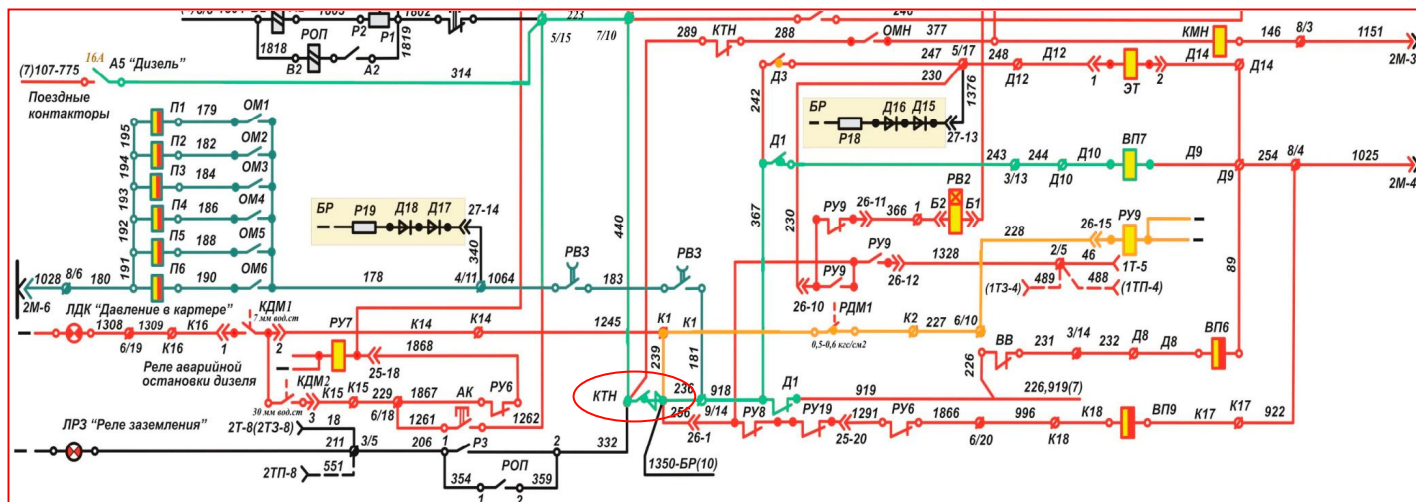 1803
1802
223
246
5/15
7/10
P2
P1
1818
РОП
1819
В2
А2
289
КТН
288
ОМН
377
КМН
146
8/3
1151
2М-3
16А
(7)107-775
А5 "Дизель"
314
Поездные
контакторы
242
Д3
247
5/17
248
Д12
Д12
1
2
ЭТ
Д14
Д14
230
1376
БР
Р18
Д16
Д15
27-13
195
П1
179
ОМ1
194
П2
182
ОМ2
193
П3
184
ОМ3
192
П4
186
ОМ4
191
П5
188
ОМ5
П6
190
ОМ6
БР
Р19
Д18
Д17
27-14
340
440
367
Д1
243
3/13
244
Д10
Д10
ВП7
Д9
Д9
254
8/4
1025
2М-4
230
РУ9
26-11
366
1
Б2
РВ2
Б1
228
26-15
РУ9
РУ9
26-12
1328
2/5
46
1Т-5
489
488
(1ТЗ-4)
(1ТП-4)
89
РУ9
26-10
1028
8/6
180
2М-6
178
4/11
1064
РВ3
183
РВ3
ЛДК "Давление в картере"
1308
1309
К16
6/19
К16
1
КДМ1
7 мм вод.ст
2
РУ7
К14
К14
1245
К1
К1
РДМ1
0,5-0,6 кгс/см2
К2
227
6/10
1868
25-18
239
181
Реле аварийной
остановки дизеля
КДМ2
30 мм вод.ст
3
К15
К15
229
1867
АК
РУ6
6/18
1261
1262
226
ВВ
231
3/14
232
Д8
Д8
ВП6
КТН
236
918
9/14
Д1
919
226,919(7)
256
26-1
РУ8
РУ19
1291
25-20
РУ6
1866
6/20
996
К18
К18
ВП9
К17
К17
922
ЛРЗ "Реле заземления"
2Т-8(2ТЗ-8)
18
211
3/5
206
1
РЗ
2
332
2ТП-8
551
354
РОП
359
1
2
1350-БР(10)